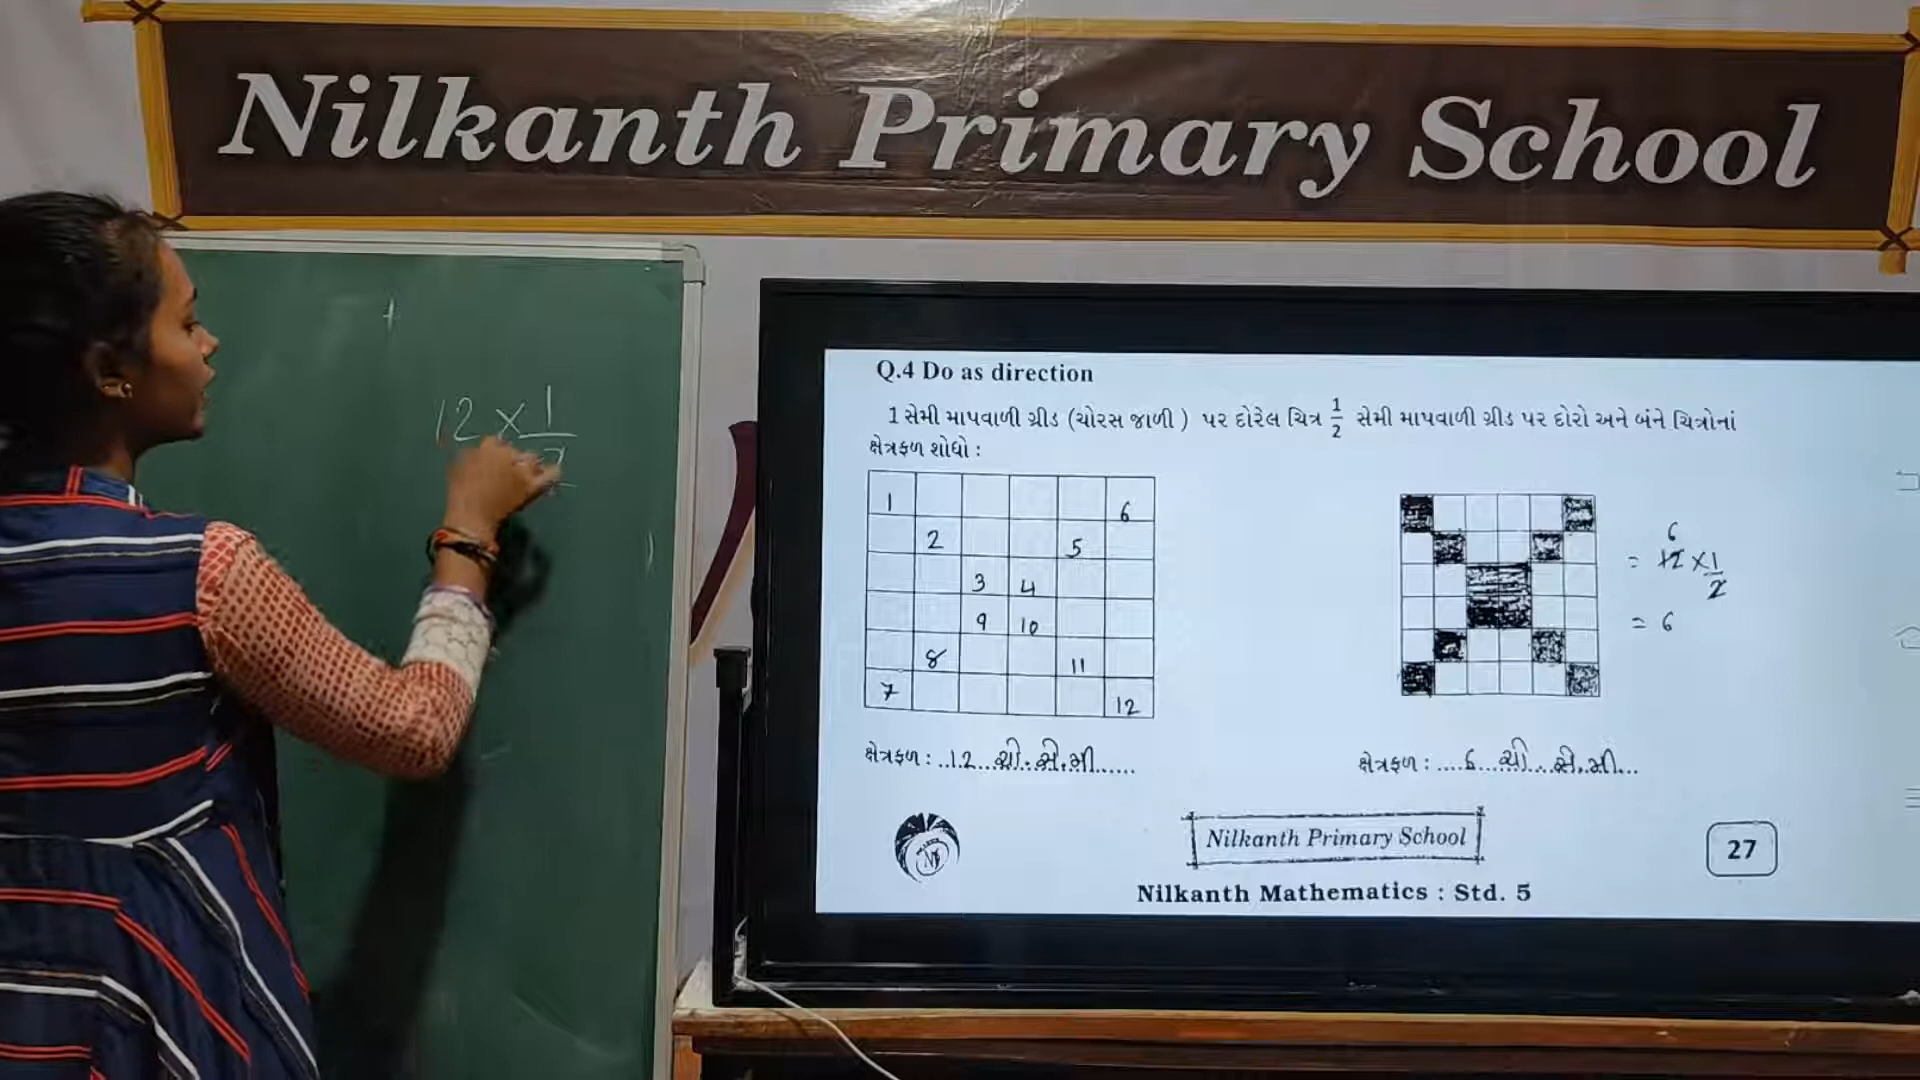 Nilkanth Primary School
12 × 1
Q.4 Do as direction
1 સેમી માપવાળી ગ્રીડ (ચોરસ જાળી ) પર દોરેલ ચિત્ર 1/2 સેમી માપવાળી ગ્રીડ પર દોરો અને બંને ચિત્રોનાં
ક્ષેત્રફળ શોધો :
1 6
2 5
3 4
9 10
8 11
7 12
6
= 12 × 1/2
= 6
ક્ષેત્રફળ : ..12...ચો.સે.મી......
ક્ષેત્રફળ : ....6...ચો...સે.મી...
Nilkanth Primary School
27
Nilkanth Mathematics : Std. 5